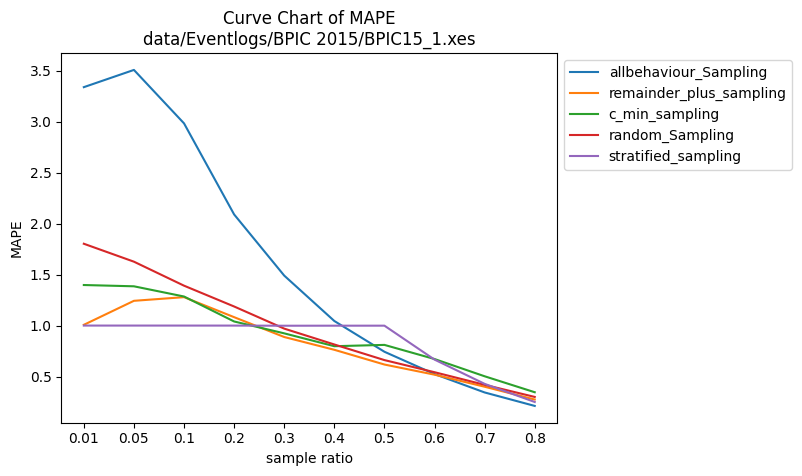 Curve Chart of MAPE
data/Eventlogs/BPIC 2015/BPIC15_1.xes
allbehaviour_Sampling
remainder_plus_sampling
c_min_sampling
random_Sampling
stratified_sampling
MAPE
3.5
3.0
2.5
2.0
1.5
1.0
0.5
0.01 0.05 0.1 0.2 0.3 0.4 0.5 0.6 0.7 0.8
sample ratio